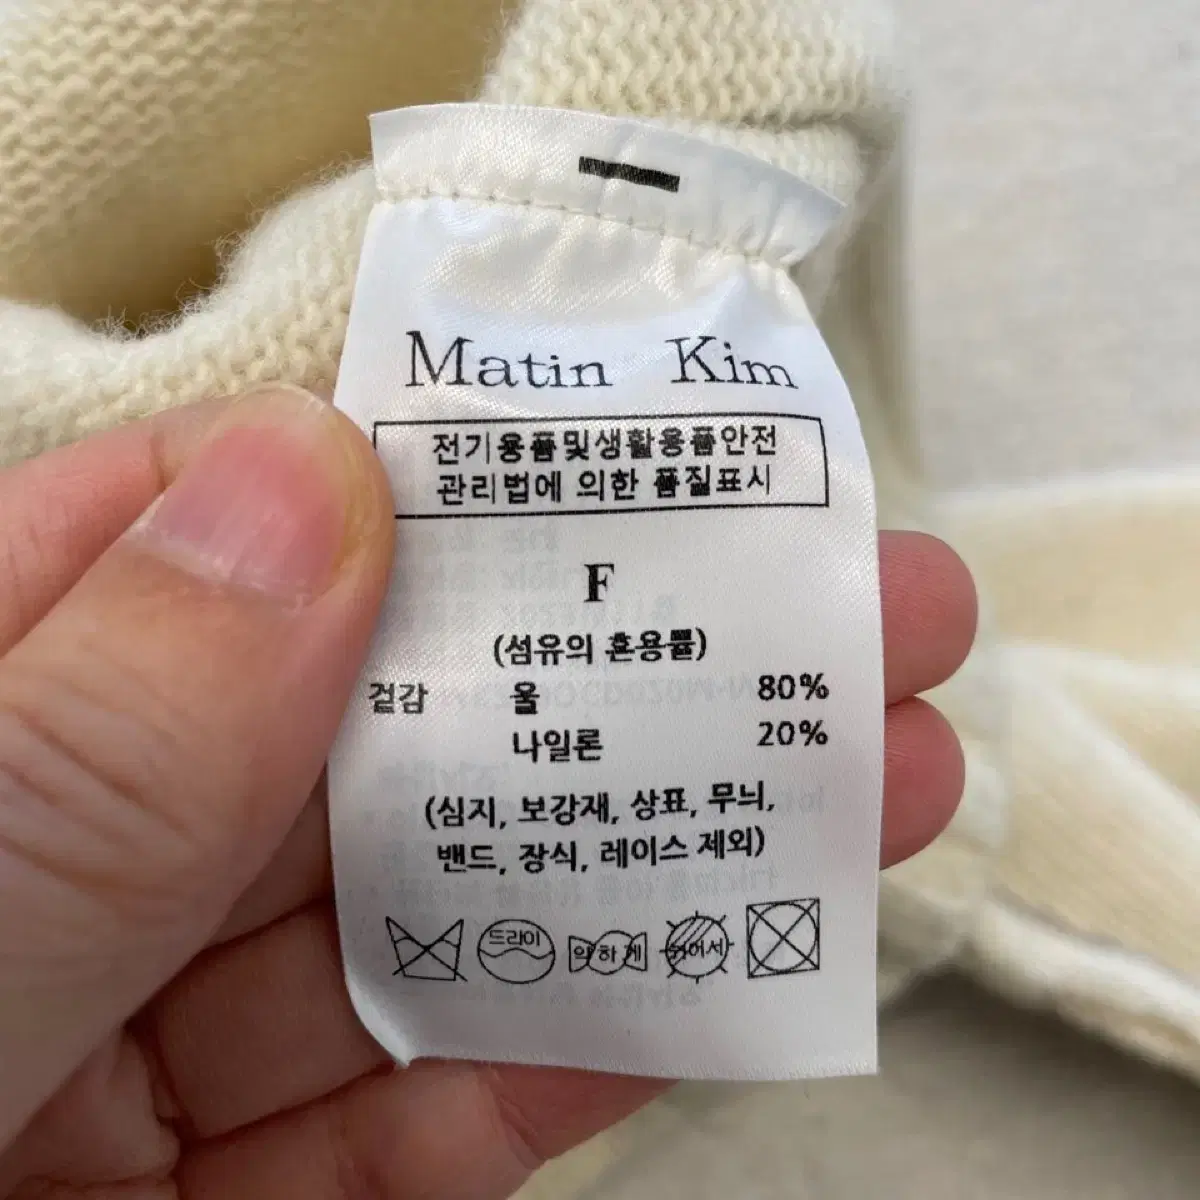 Matin Kim
전기용품및생활용품안전
관리법에 의한 품질표시
F
(섬유의 혼용률)
겉감 울 80%
나일론 20%
(심지, 보강재, 상표, 무늬,
밴드, 장식, 레이스 제외)
드라이 약하게 뉘어서